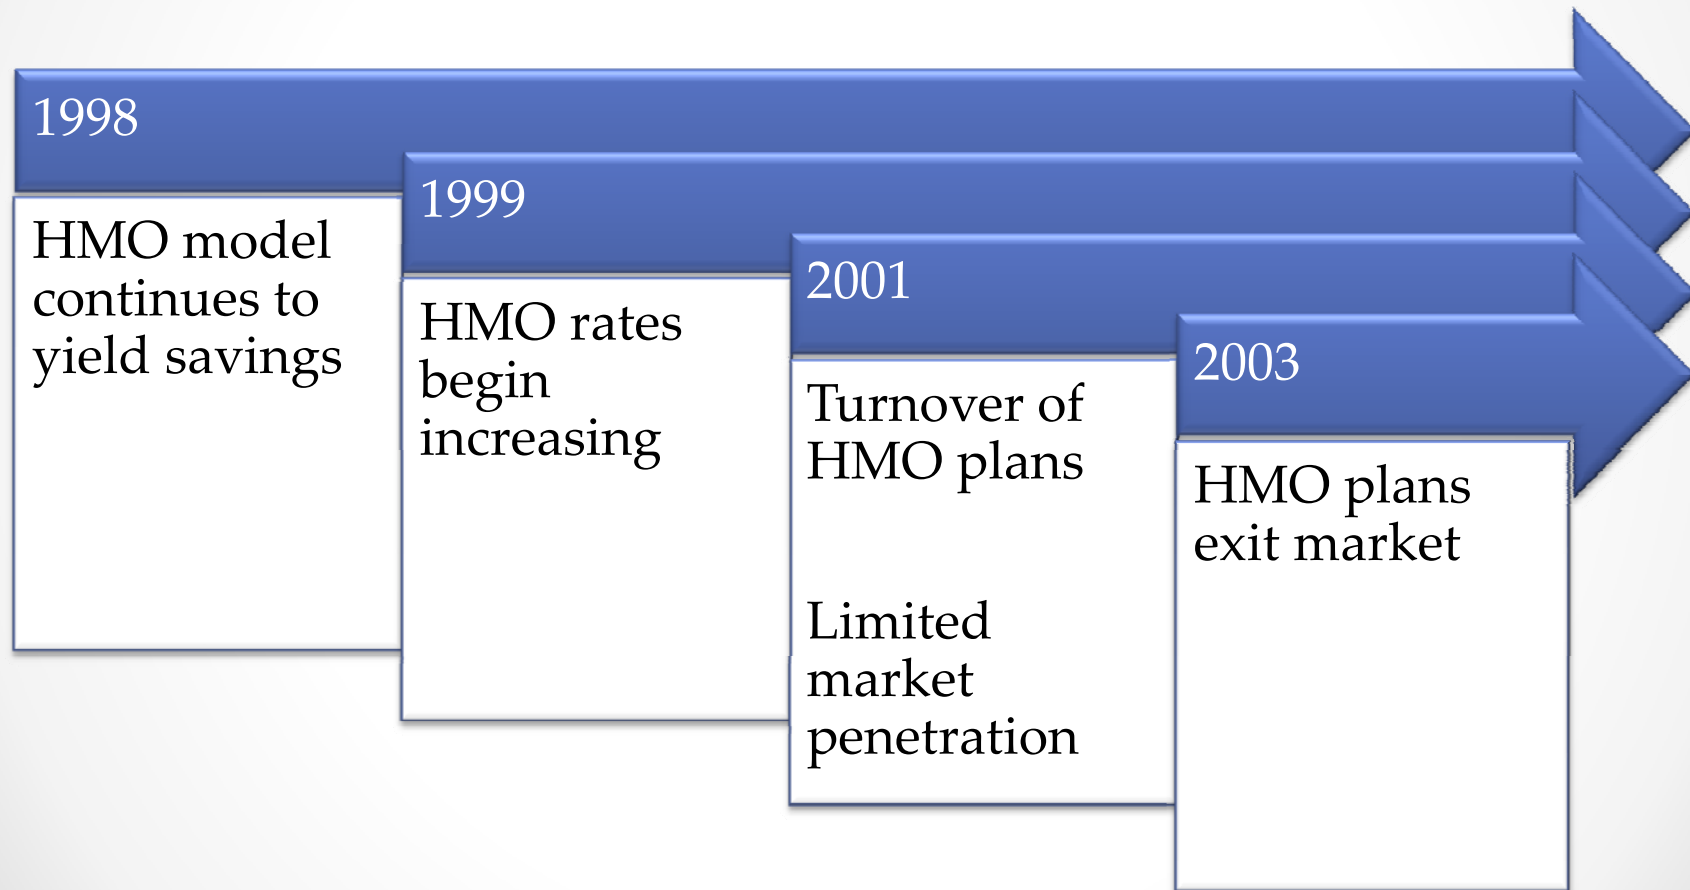 1998
HMO model
continues to
yield savings
1999
HMO rates
begin
increasing
2001
Turnover of
HMO plans
Limited
market
penetration
2003
HMO plans
exit market